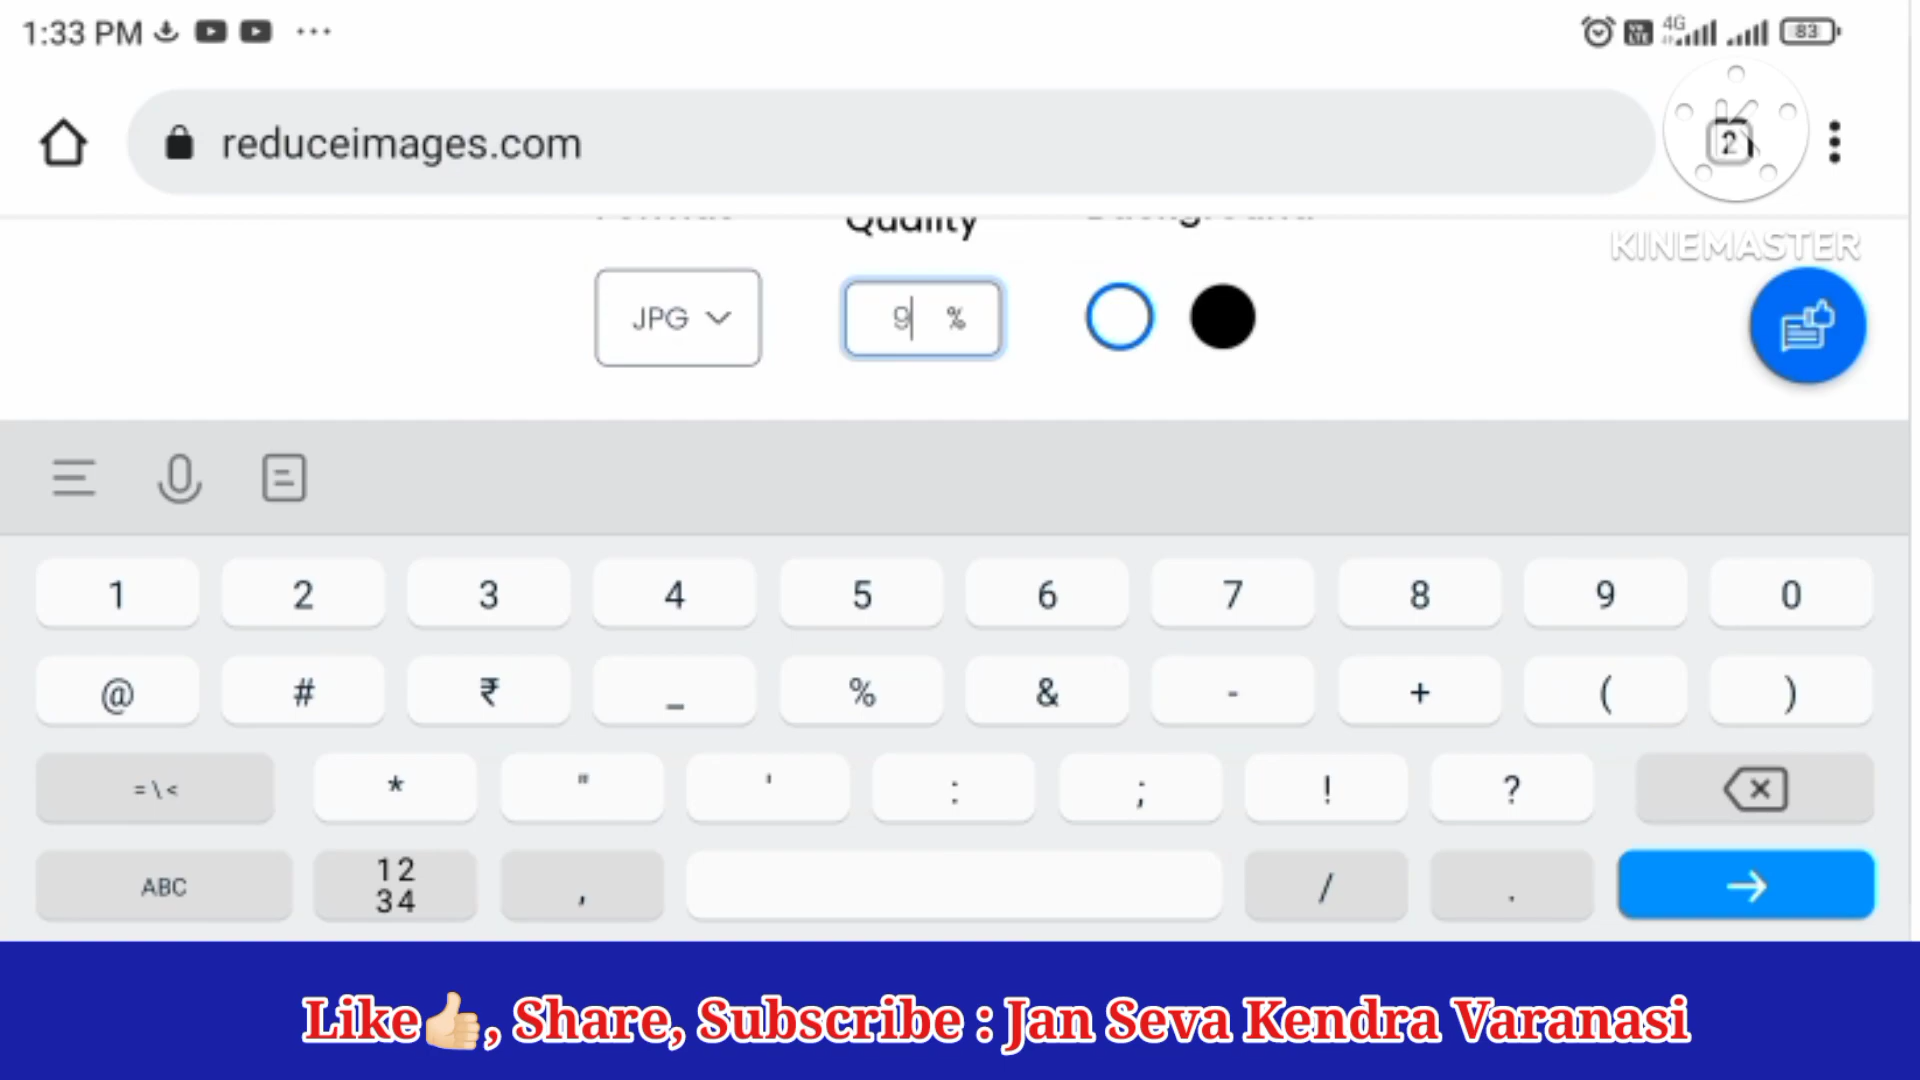 1:33 PM ... 4G 83
reduceimages.com 2
Quality
KINEMASTER
JPG 9 %
1 2 3 4 5 6 7 8 9 0
@ # ₹ _ % & - + ( )
= \ < * " ' : ; ! ?
ABC 12 34 , / .
Like👍🏻, Share, Subscribe : Jan Seva Kendra Varanasi